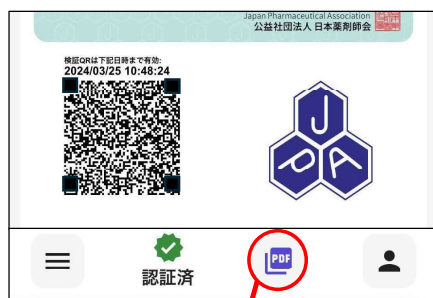 Japan Pharmaceutical Association
公益社団法人 日本薬剤師会
検証QRは下記日時まで有効:
2024/03/25 10:48:24
J
P
A
認証済
PDF